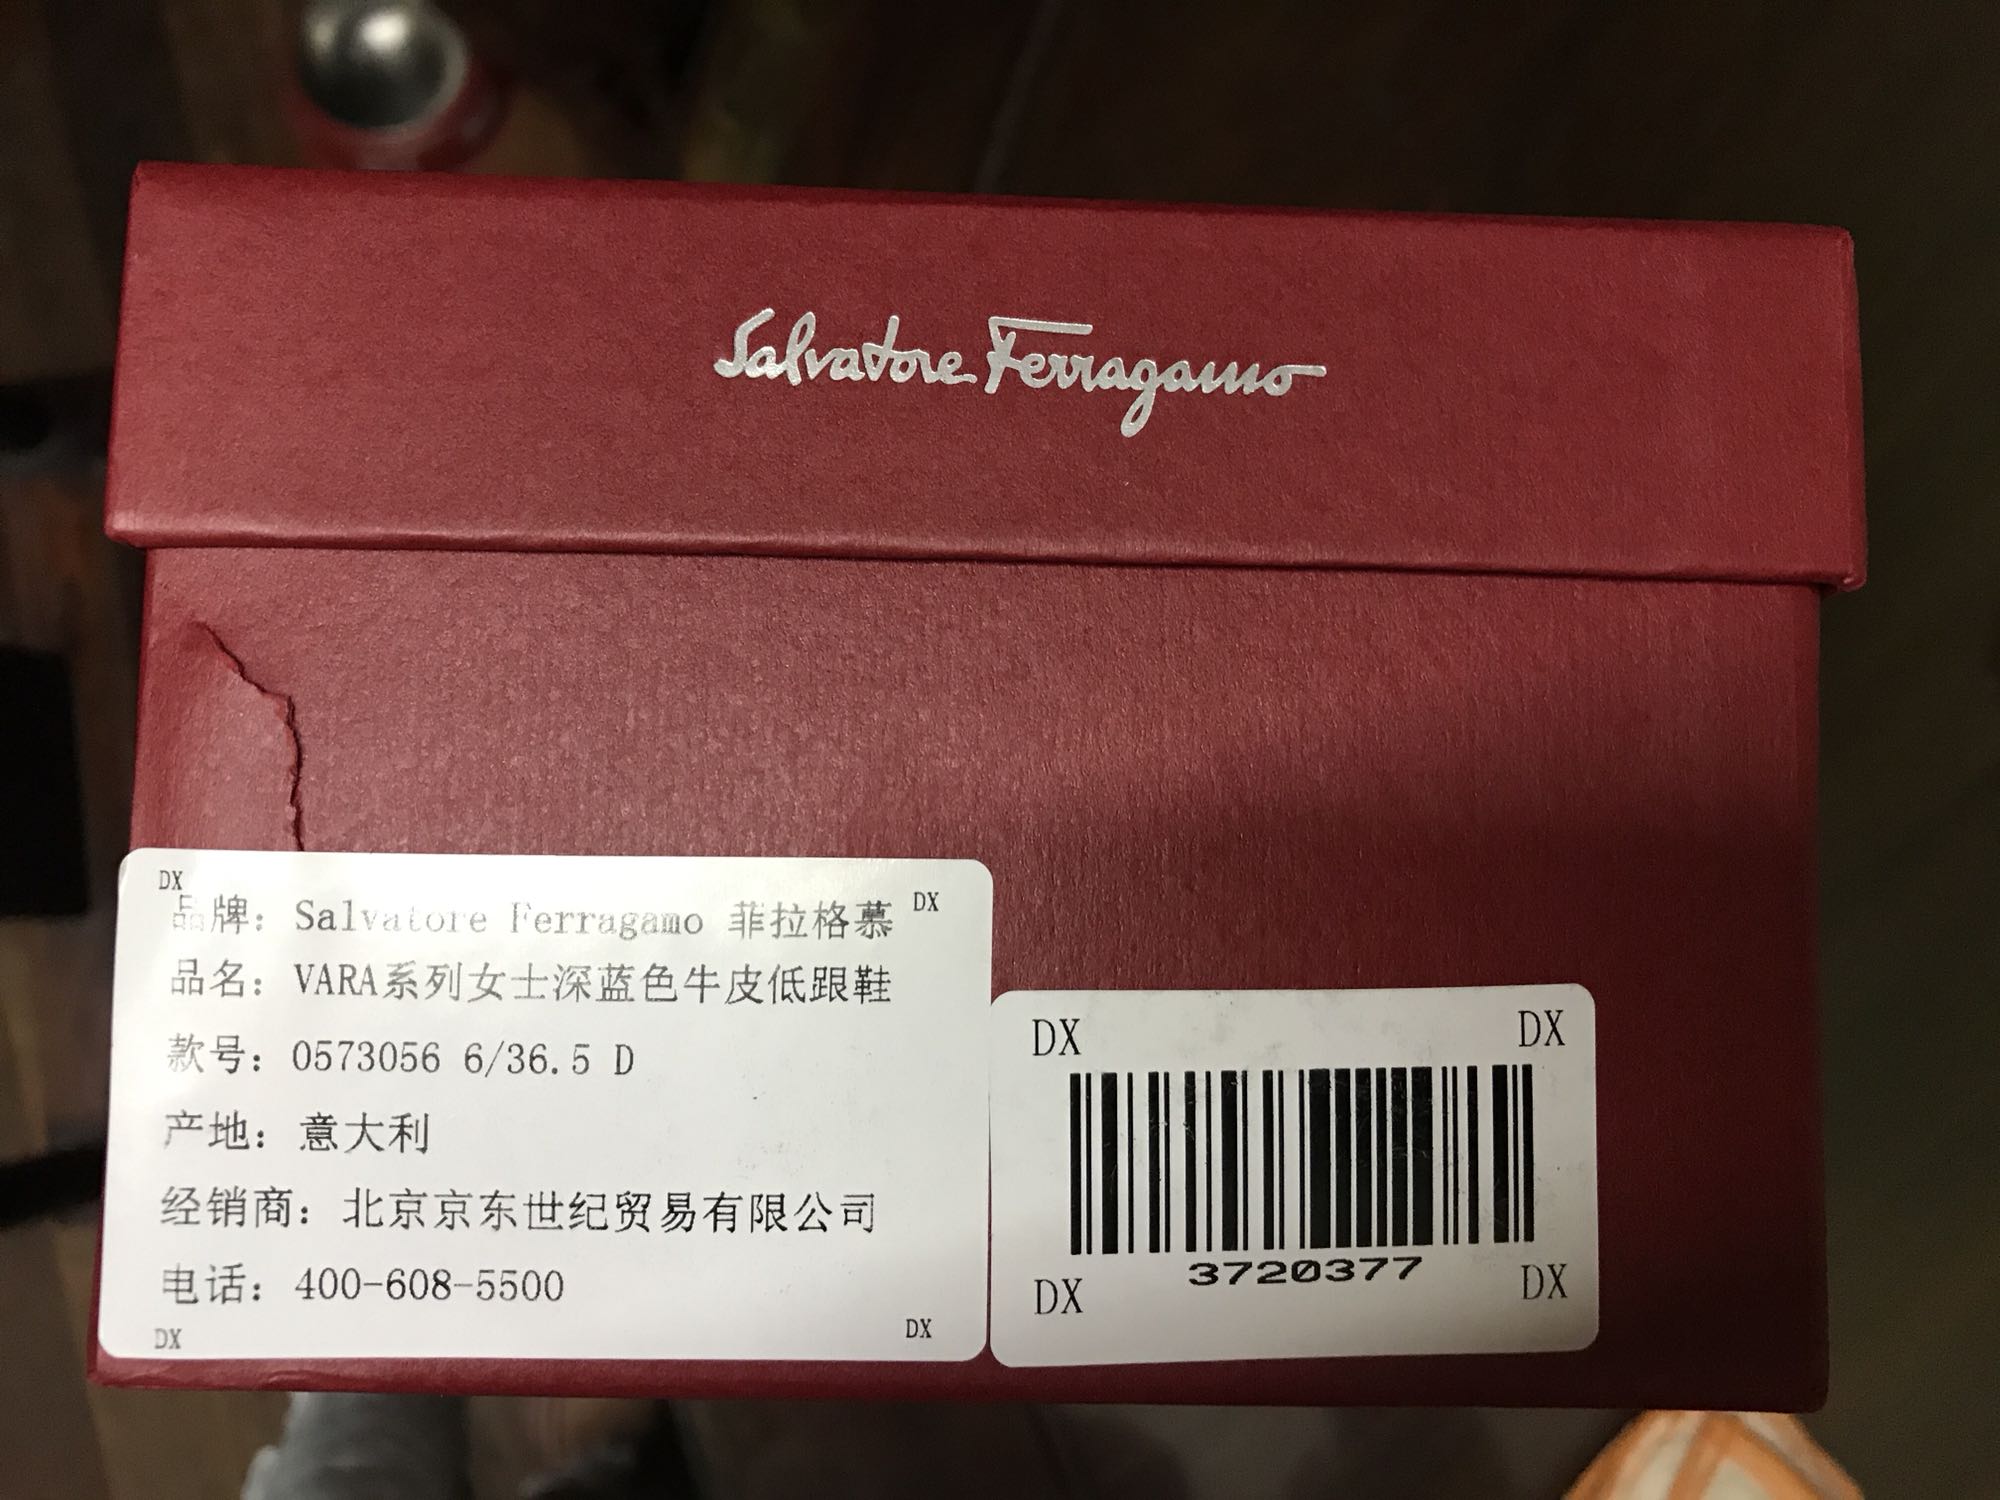 Salvatore Ferragamo
DX
DX
品牌：Salvatore Ferragamo 菲拉格慕
品名：VARA系列女士深蓝色牛皮低跟鞋
款号：0573056 6/36.5 D
产地：意大利
经销商：北京京东世纪贸易有限公司
电话：400-608-5500
DX
DX
DX
DX
3720377
DX
DX